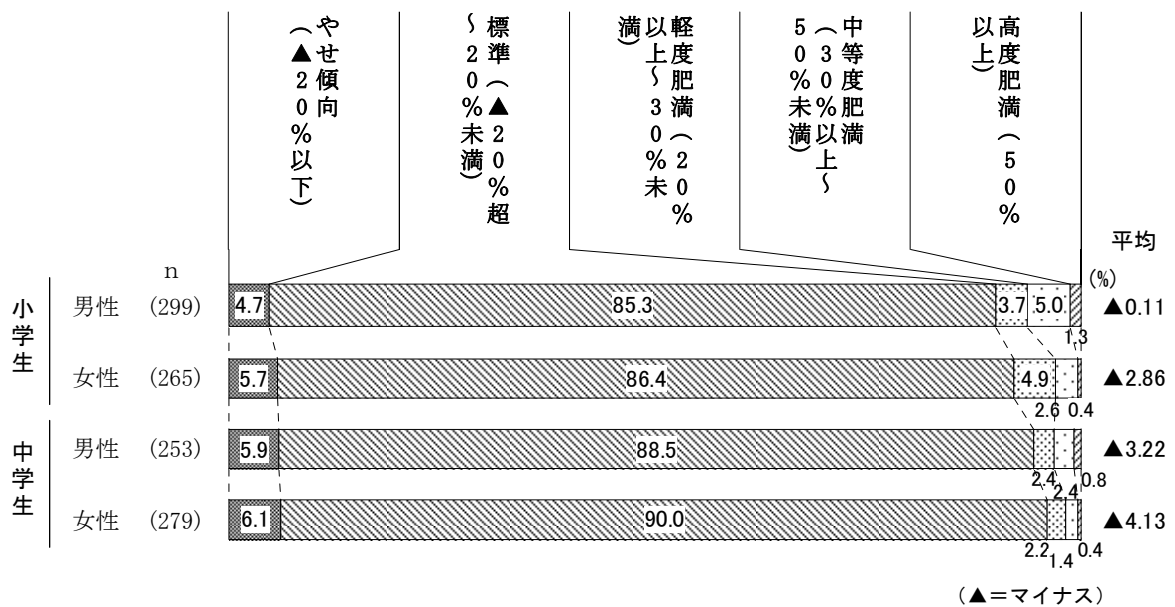 やせ傾向
（▲20％以下）
標準（▲20％超
～20％未満）
軽度肥満（20％
以上～30％未
満）
中等度肥満
（30％以上～
50％未満）
高度肥満（50％
以上）
平均
n
(%)
小学生
男性 (299) 4.7 85.3 3.7 5.0 1.3 ▲0.11
女性 (265) 5.7 86.4 4.9 2.6 0.4 ▲2.86
中学生
男性 (253) 5.9 88.5 2.4 2.4 0.8 ▲3.22
女性 (279) 6.1 90.0 2.2 1.4 0.4 ▲4.13
（▲＝マイナス）